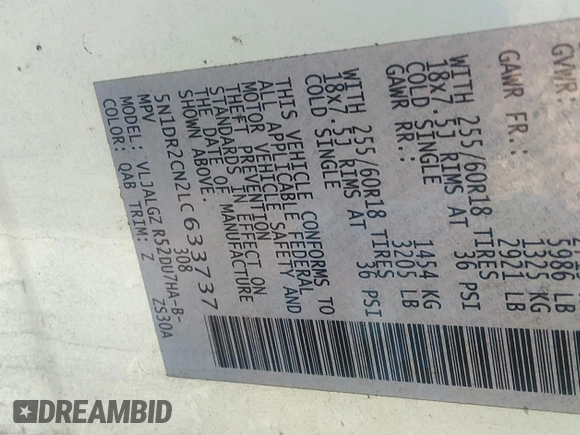 GVWR:
5986 LB
GAWR FR.: 1325 KG
2911 LB
WITH 255/60R18 TIRES
18x7.5J RIMS AT 36 PSI
COLD SINGLE
GAWR RR.: 1454 KG
3205 LB
WITH 255/60R18 TIRES
18x7.5J RIMS AT 36 PSI
COLD SINGLE
THIS VEHICLE CONFORMS TO
ALL APPLICABLE FEDERAL
MOTOR VEHICLE SAFETY AND
THEFT PREVENTION
STANDARDS IN EFFECT ON
THE DATE OF MANUFACTURE
SHOWN ABOVE.
5N1DR2CN2LC633737
MPV 308
MODEL: VLJALGZ R52DU7HA-B-
COLOR: QAB TRIM: Z ZS30A
DREAMBID